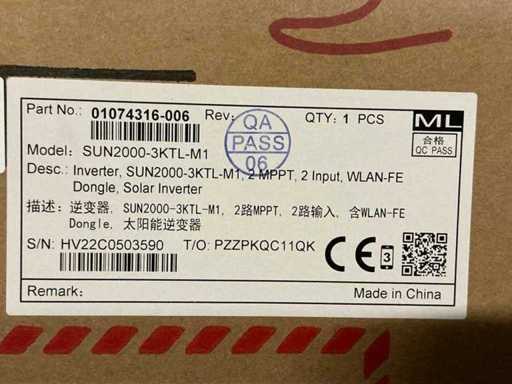 Part No.: 01074316-006 Rev: QTY: 1 PCS ML
合格
QC PASS
QA
PASS
06
Model: SUN2000-3KTL-M1
Desc.: Inverter, SUN2000-3KTL-M1, 2 MPPT, 2 Input, WLAN-FE
Dongle, Solar Inverter
描述: 逆变器, SUN2000-3KTL-M1, 2路MPPT, 2路输入, 含WLAN-FE
Dongle, 太阳能逆变器
S/N: HV22C0503590 T/O: PZZPKQC11QK
CE
3
Remark: Made in China